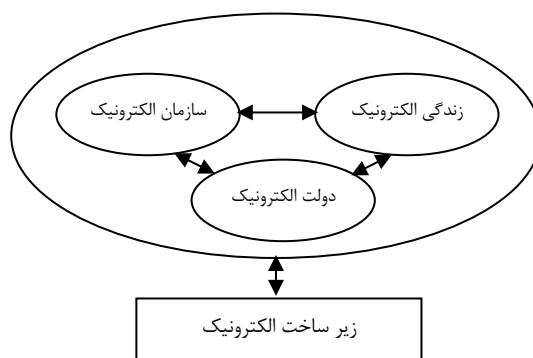 زندگی الکترونیک
سازمان الکترونیک
دولت الکترونیک
زیر ساخت الکترونیک